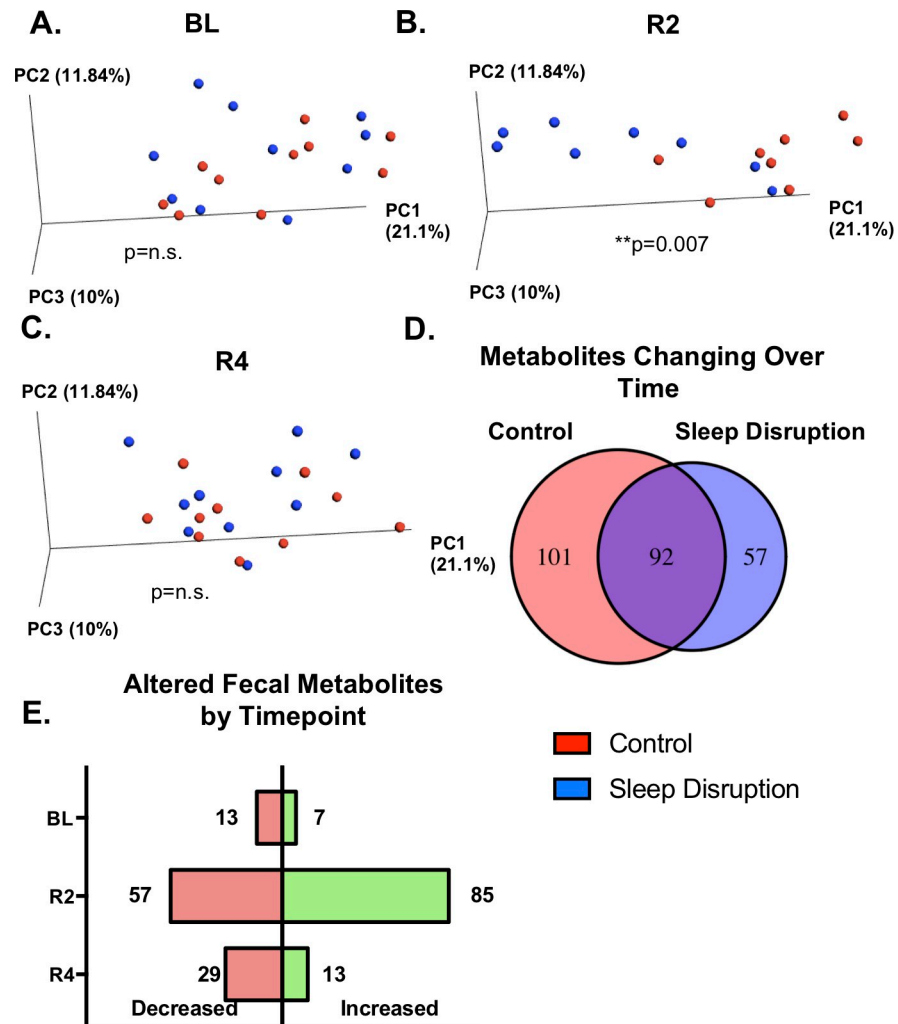 A.
BL
PC2 (11.84%)
PC1
(21.1%)
p=n.s.
PC3 (10%)
B.
R2
PC2 (11.84%)
PC1
(21.1%)
**p=0.007
PC3 (10%)
C.
R4
PC2 (11.84%)
PC1
(21.1%)
p=n.s.
PC3 (10%)
D.
Metabolites Changing Over
Time
Control
Sleep Disruption
101
92
57
E.
Altered Fecal Metabolites
by Timepoint
BL
13
7
R2
57
85
R4
29
13
Decreased
Increased
Control
Sleep Disruption